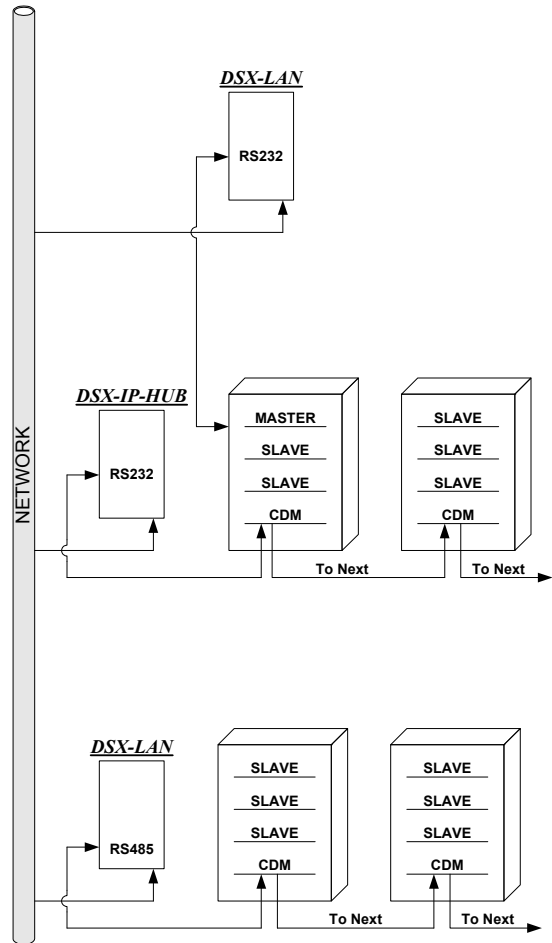 DSX-LAN
RS232
NETWORK
DSX-IP-HUB
RS232
MASTER
SLAVE
SLAVE
CDM
SLAVE
SLAVE
SLAVE
CDM
To Next
To Next
DSX-LAN
RS485
SLAVE
SLAVE
SLAVE
CDM
SLAVE
SLAVE
SLAVE
CDM
To Next
To Next